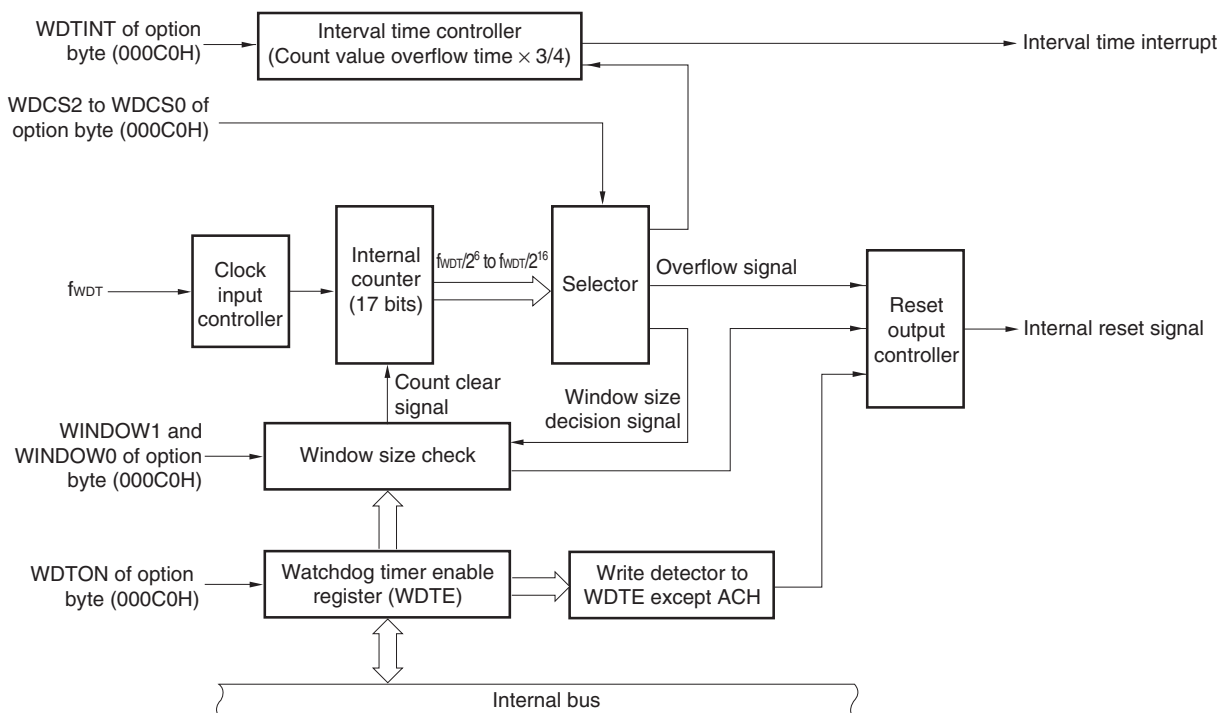 WDTINT of option
byte (000C0H)
Interval time controller
(Count value overflow time × 3/4)
Interval time interrupt
WDCS2 to WDCS0 of
option byte (000C0H)
fWDT
Clock
input
controller
Internal
counter
(17 bits)
fWDT/2⁶ to fWDT/2¹⁶
Selector
Overflow signal
Reset
output
controller
Internal reset signal
Count clear
signal
Window size
decision signal
WINDOW1 and
WINDOW0 of option
byte (000C0H)
Window size check
WDTON of option
byte (000C0H)
Watchdog timer enable
register (WDTE)
Write detector to
WDTE except ACH
Internal bus